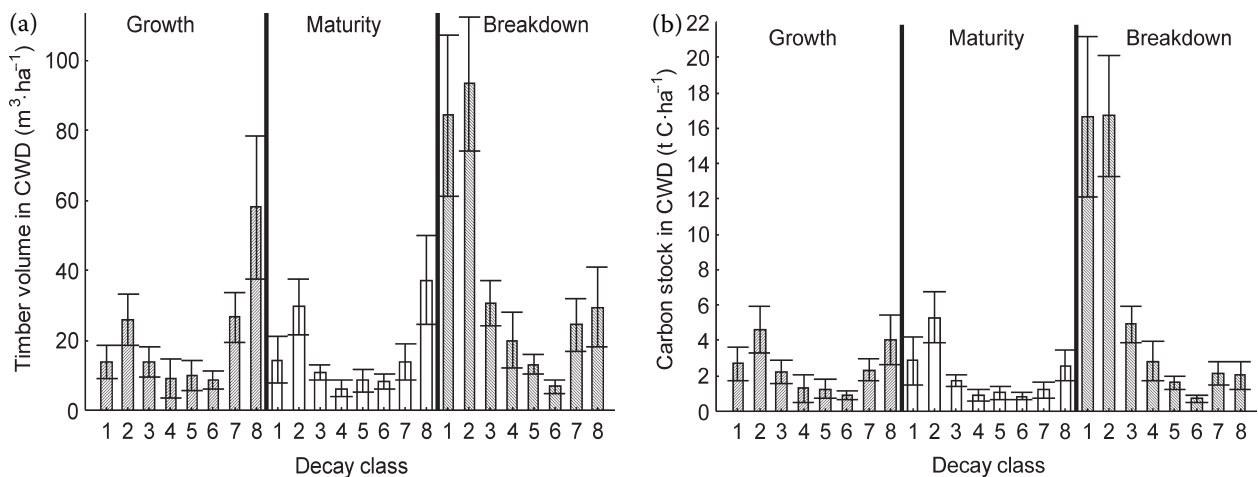 (a)
Growth Maturity Breakdown
Timber volume in CWD (m³·ha⁻¹)
100
80
60
40
20
0
1 2 3 4 5 6 7 8 1 2 3 4 5 6 7 8 1 2 3 4 5 6 7 8
Decay class
(b)
Growth Maturity Breakdown
Carbon stock in CWD (t C·ha⁻¹)
22
20
18
16
14
12
10
8
6
4
2
0
1 2 3 4 5 6 7 8 1 2 3 4 5 6 7 8 1 2 3 4 5 6 7 8
Decay class